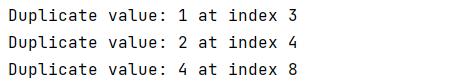 Duplicate value: 1 at index 3
Duplicate value: 2 at index 4
Duplicate value: 4 at index 8